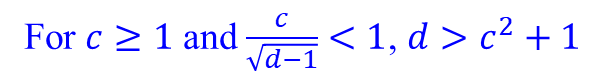 For c ≥ 1 and c/√(d−1) < 1, d > c² + 1